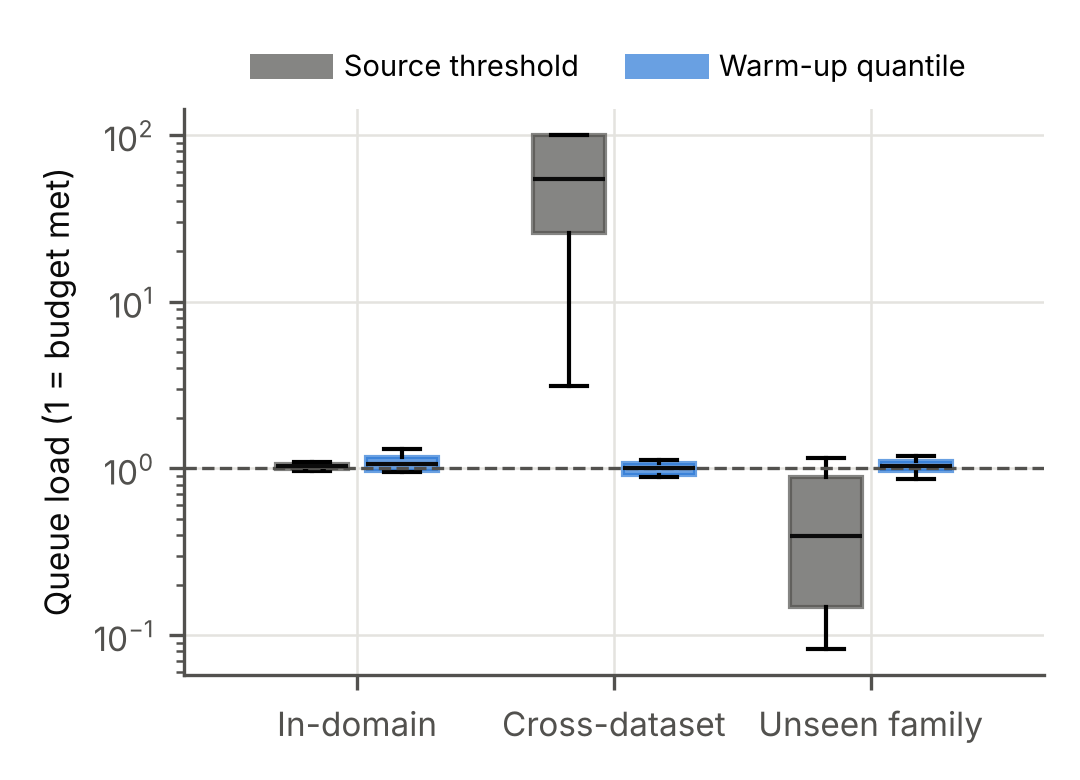 Source threshold Warm-up quantile
Queue load (1 = budget met)
10²
10¹
10⁰
10⁻¹
In-domain Cross-dataset Unseen family